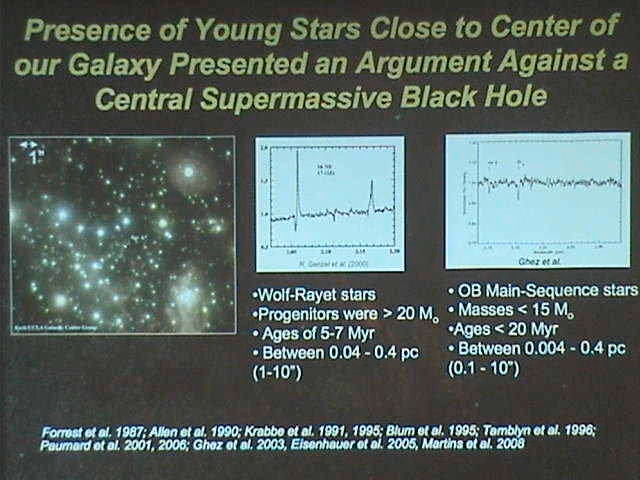 Presence of Young Stars Close to Center of
our Galaxy Presented an Argument Against a
Central Supermassive Black Hole
1"
Keck/UCLA Galactic Center Group
R. Genzel et al. (2000)
Ghez et al.
•Wolf-Rayet stars
•Progenitors were > 20 Mo
• Ages of 5-7 Myr
• Between 0.04 - 0.4 pc
(1-10")
• OB Main-Sequence stars
• Masses < 15 Mo
•Ages < 20 Myr
• Between 0.004 - 0.4 pc
(0.1 - 10")
Forrest et al. 1987; Allen et al. 1990; Krabbe et al. 1991, 1995; Blum et al. 1995; Tamblyn et al. 1996;
Paumard et al. 2001, 2006; Ghez et al. 2003, Eisenhauer et al. 2005, Martins et al. 2008